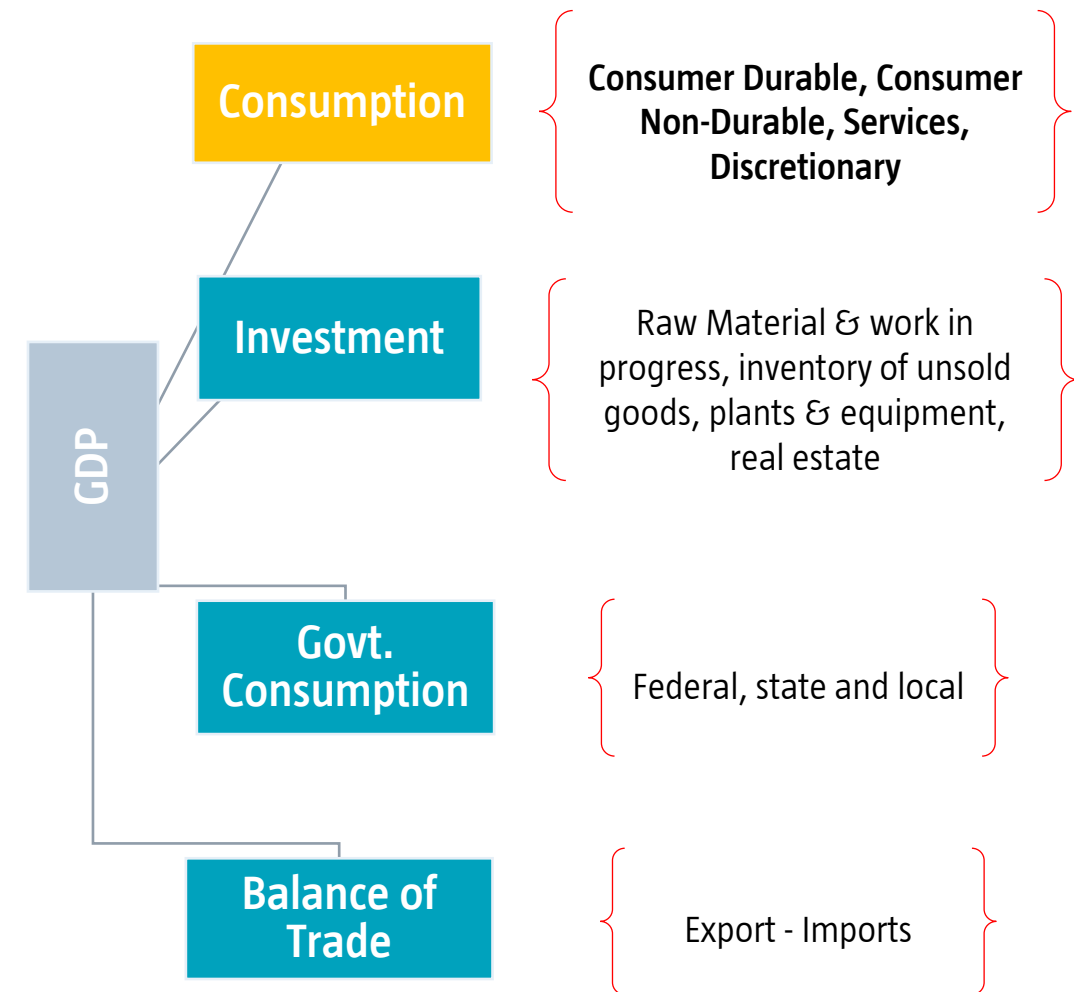 Consumption
Consumer Durable, Consumer
Non-Durable, Services,
Discretionary
Investment
Raw Material & work in
progress, inventory of unsold
goods, plants & equipment,
real estate
GDP
Govt.
Consumption
Federal, state and local
Balance of
Trade
Export - Imports